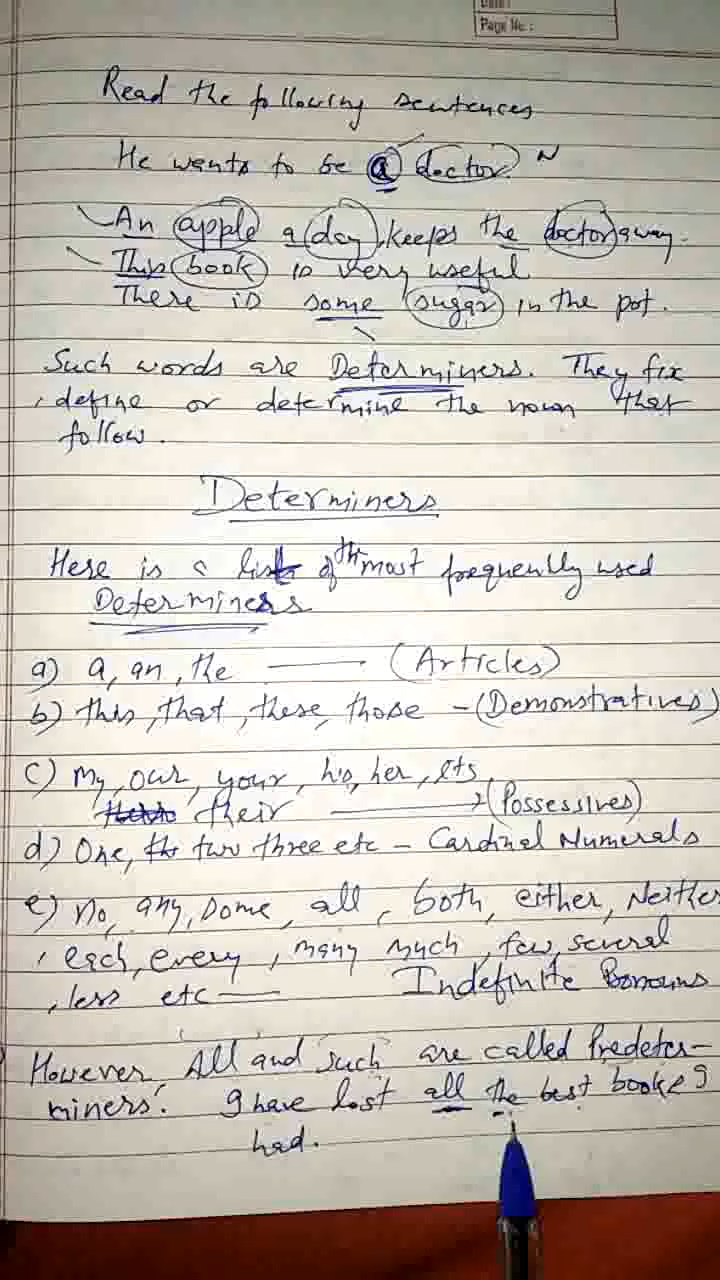 Page No.:
Read the following sentences
He wants to be a doctor. N
An apple a day, keeps the doctor away.
This book is very useful
There is some sugar in the pot.
Such words are Determiners. They fix
, define or determine the noun that
follow.
Determiners
Here is a list of the most frequently used
Determiners
a) a, an, the —— (Articles)
b) this, that, these, those - (Demonstratives)
c) My, our, your, his, her, its
their ——> (Possessives)
d) One, two three etc - Cardinal Numerals
e) No, any, some, all, both, either, Neither
, each, every, many much, few, several
, less etc — Indefinite
However, All and such are called Predeter-
miners. I have lost all the best books I
had.